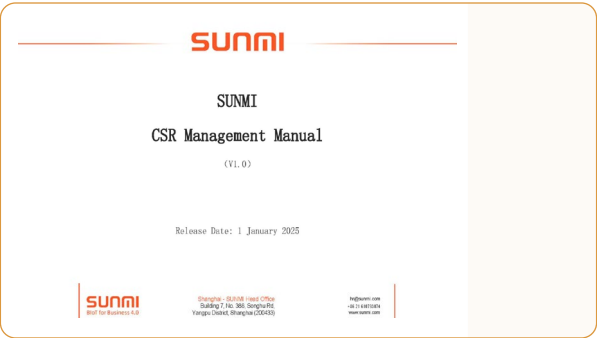 SUNMI
SUNMI
CSR Management Manual
(V1.0)
Release Date: 1 January 2025
SUNMI
BIoT for Business 4.0
Shanghai - SUNMI Head Office
Building 7, No. 388, Songhu Rd,
Yangpu District, Shanghai (200433)
hr@sunmi.com
www.sunmi.com